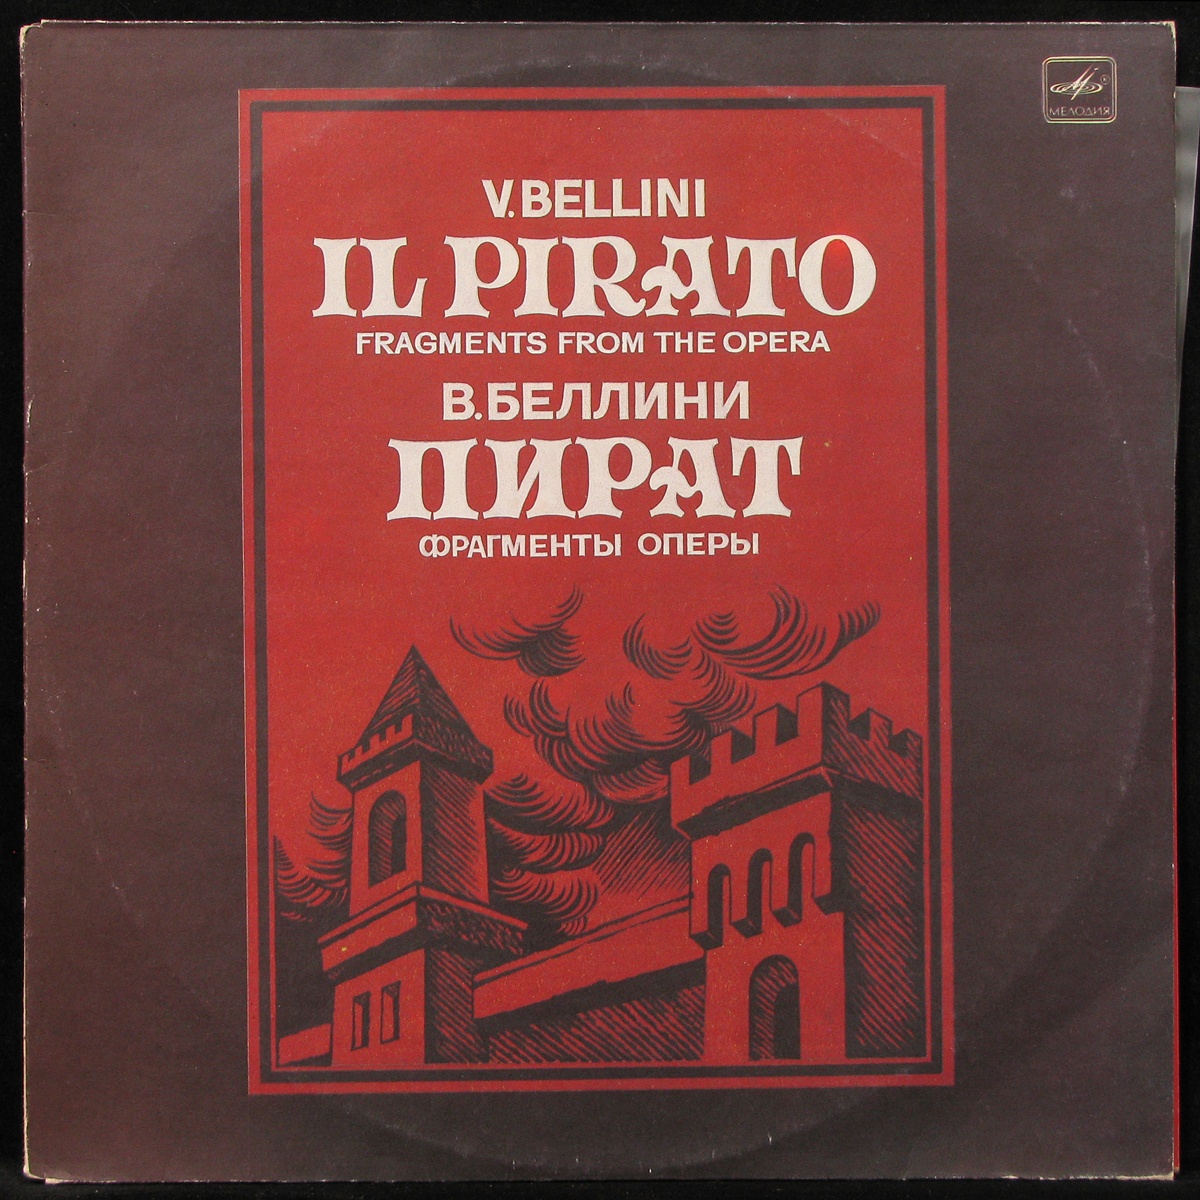 МЕЛОДИЯ
V.BELLINI
IL PIRATO
FRAGMENTS FROM THE OPERA
В.БЕЛЛИНИ
ПИРАТ
ФРАГМЕНТЫ ОПЕРЫ